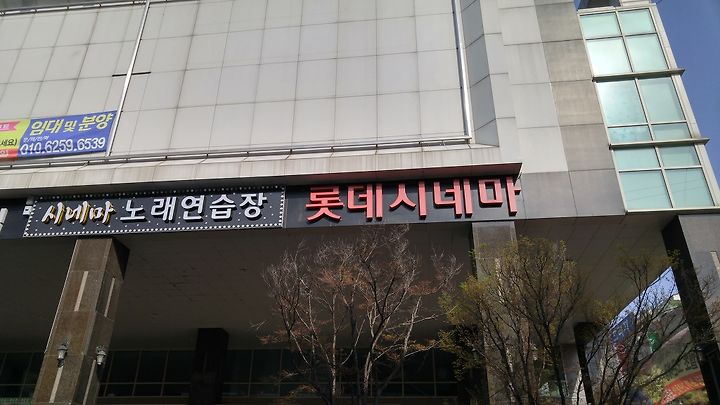 임대 및 분양
010.6259.6539
시네마 노래연습장
롯데시네마